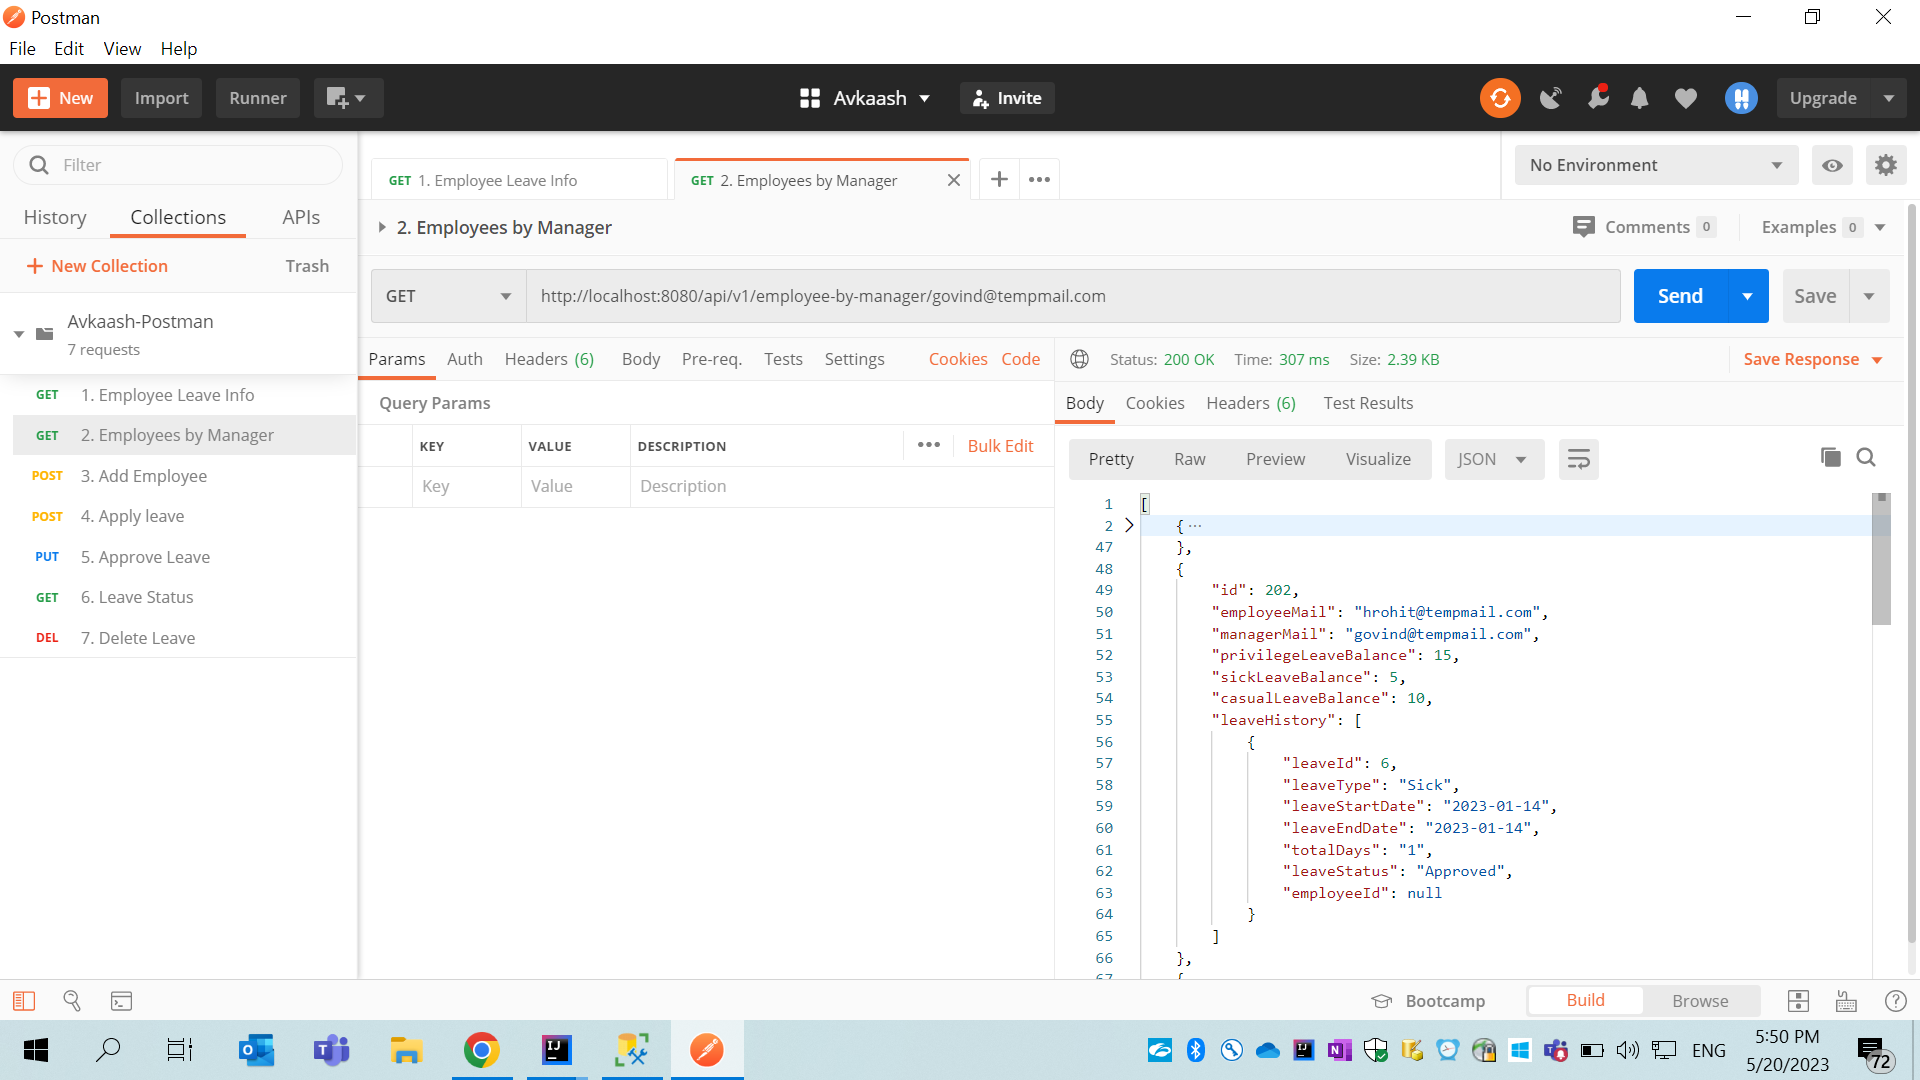 Postman
File Edit View Help
New Import Runner Avkaash Invite Upgrade
Filter
History Collections APIs
New Collection Trash
Avkaash-Postman
7 requests
GET 1. Employee Leave Info
GET 2. Employees by Manager
POST 3. Add Employee
POST 4. Apply leave
PUT 5. Approve Leave
GET 6. Leave Status
DEL 7. Delete Leave
GET 1. Employee Leave Info GET 2. Employees by Manager
No Environment
2. Employees by Manager Comments 0 Examples 0
GET http://localhost:8080/api/v1/employee-by-manager/govind@tempmail.com Send Save
Params Auth Headers (6) Body Pre-req. Tests Settings Cookies Code
Query Params
KEY VALUE DESCRIPTION ••• Bulk Edit
Key Value Description
Status: 200 OK Time: 307 ms Size: 2.39 KB Save Response
Body Cookies Headers (6) Test Results
Pretty Raw Preview Visualize JSON
1 [
2 { ···
47 },
48 {
49 "id": 202,
50 "employeeMail": "hrohit@tempmail.com",
51 "managerMail": "govind@tempmail.com",
52 "privilegeLeaveBalance": 15,
53 "sickLeaveBalance": 5,
54 "casualLeaveBalance": 10,
55 "leaveHistory": [
56 {
57 "leaveId": 6,
58 "leaveType": "Sick",
59 "leaveStartDate": "2023-01-14",
60 "leaveEndDate": "2023-01-14",
61 "totalDays": "1",
62 "leaveStatus": "Approved",
63 "employeeId": null
64 }
65 ]
66 },
67 {
Bootcamp Build Browse
ENG 5:50 PM
5/20/2023
72